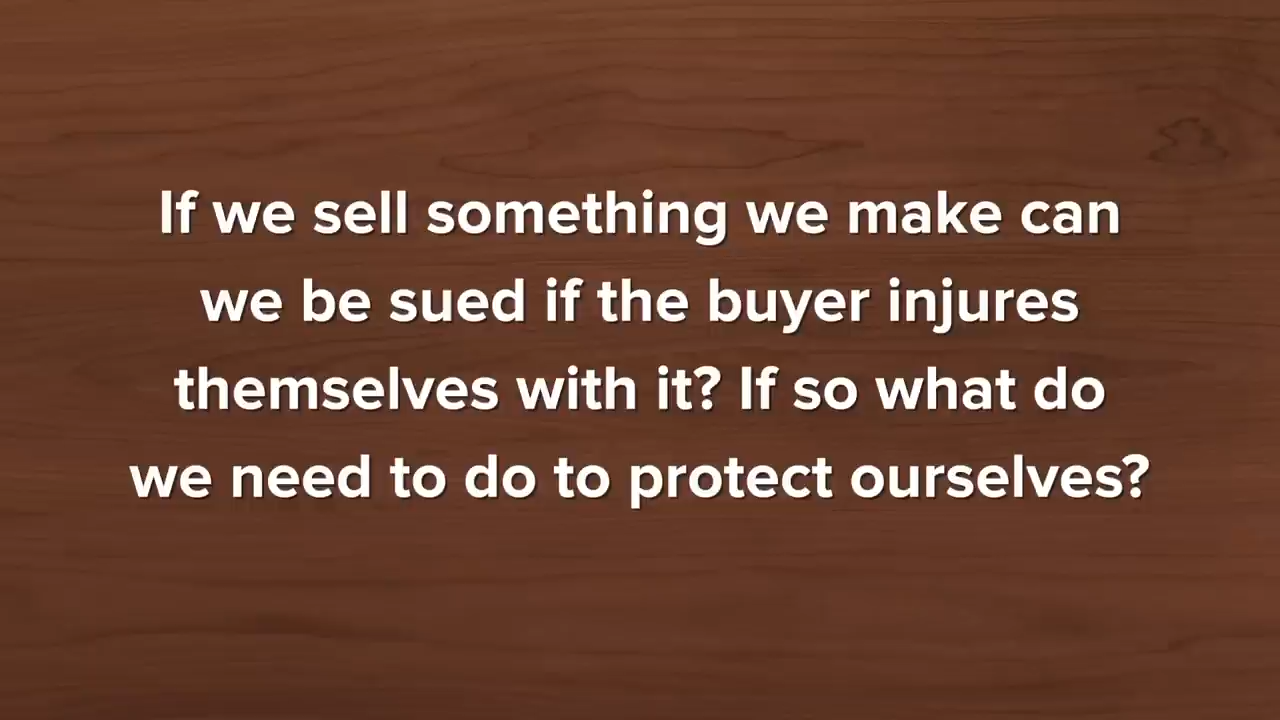 If we sell something we make can
we be sued if the buyer injures
themselves with it? If so what do
we need to do to protect ourselves?